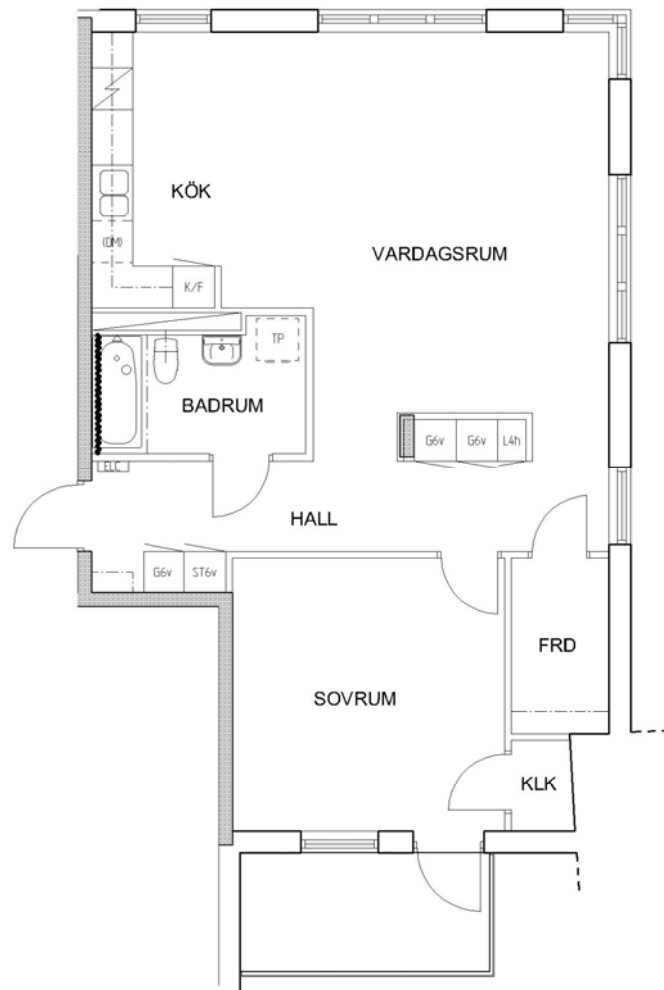 KÖK
VARDAGSRUM
(DM)
K/F
TP
BADRUM
G6v
G6v
L4h
ELC
HALL
G6v
ST6v
FRD
SOVRUM
KLK